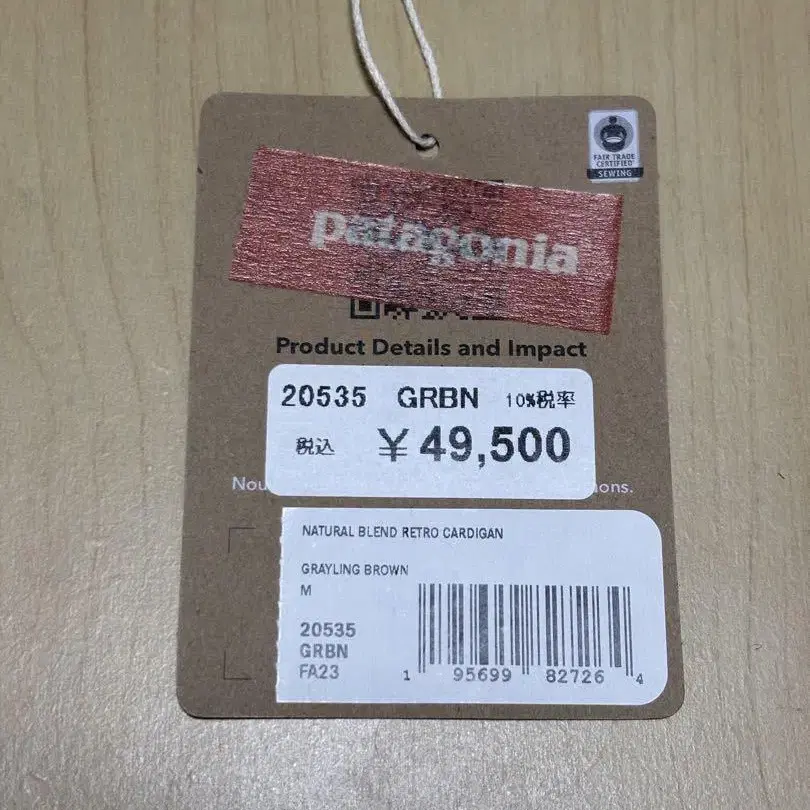 FAIR TRADE
CERTIFIED
SEWING
patagonia
Product Details and Impact
20535 GRBN 10%税率
税込 ¥49,500
Nou ons.
NATURAL BLEND RETRO CARDIGAN
GRAYLING BROWN
M
20535
GRBN
FA23
1 95699 82726 4